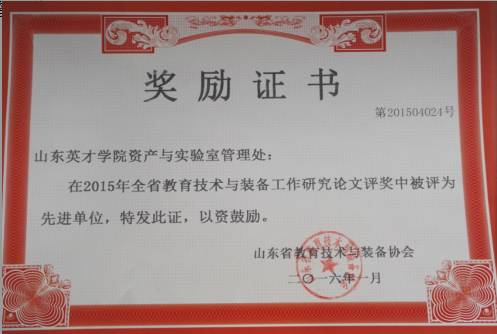 奖励证书
第201504024号
山东英才学院资产与实验室管理处：
在2015年全省教育技术与装备工作研究论文评奖中被评为
先进单位，特发此证，以资鼓励。
山东省教育技术与装备协会
二〇一六年一月